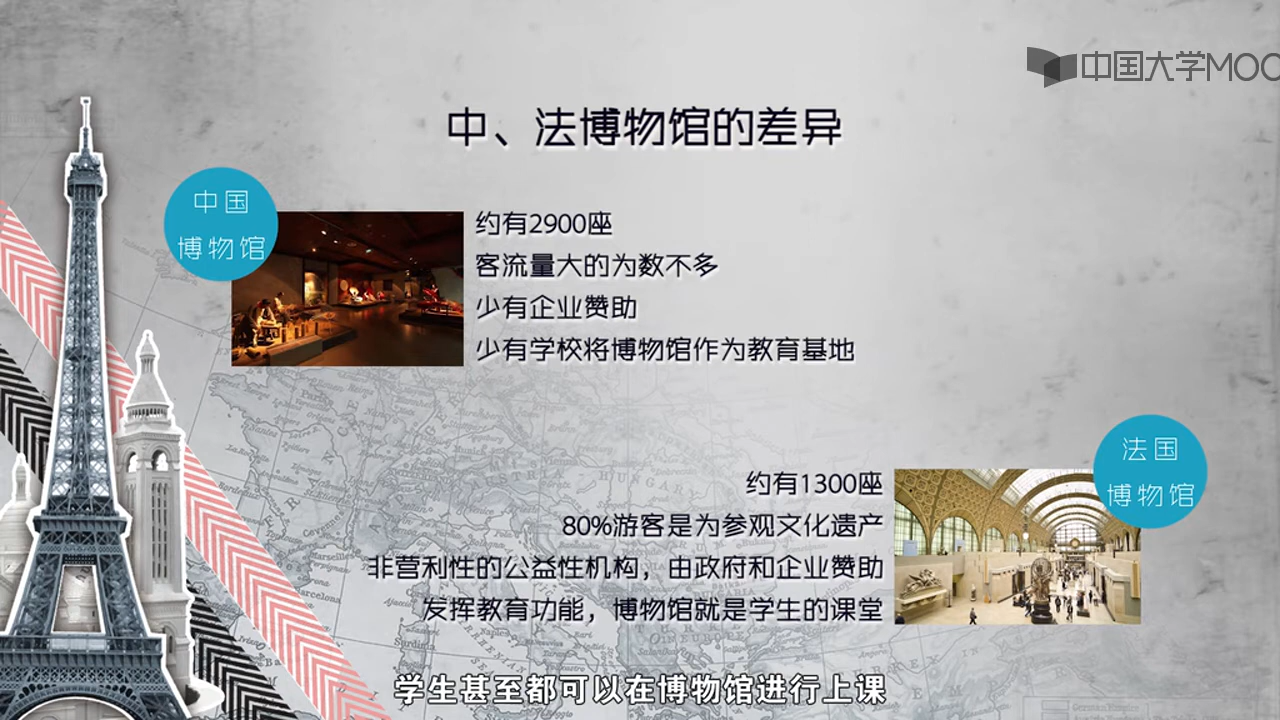 中国大学MOO
中、法博物馆的差异
中国
博物馆
约有2900座
客流量大的为数不多
少有企业赞助
少有学校将博物馆作为教育基地
法国
博物馆
约有1300座
80%游客是为参观文化遗产
非营利性的公益性机构，由政府和企业赞助
发挥教育功能，博物馆就是学生的课堂
学生甚至都可以在博物馆进行上课